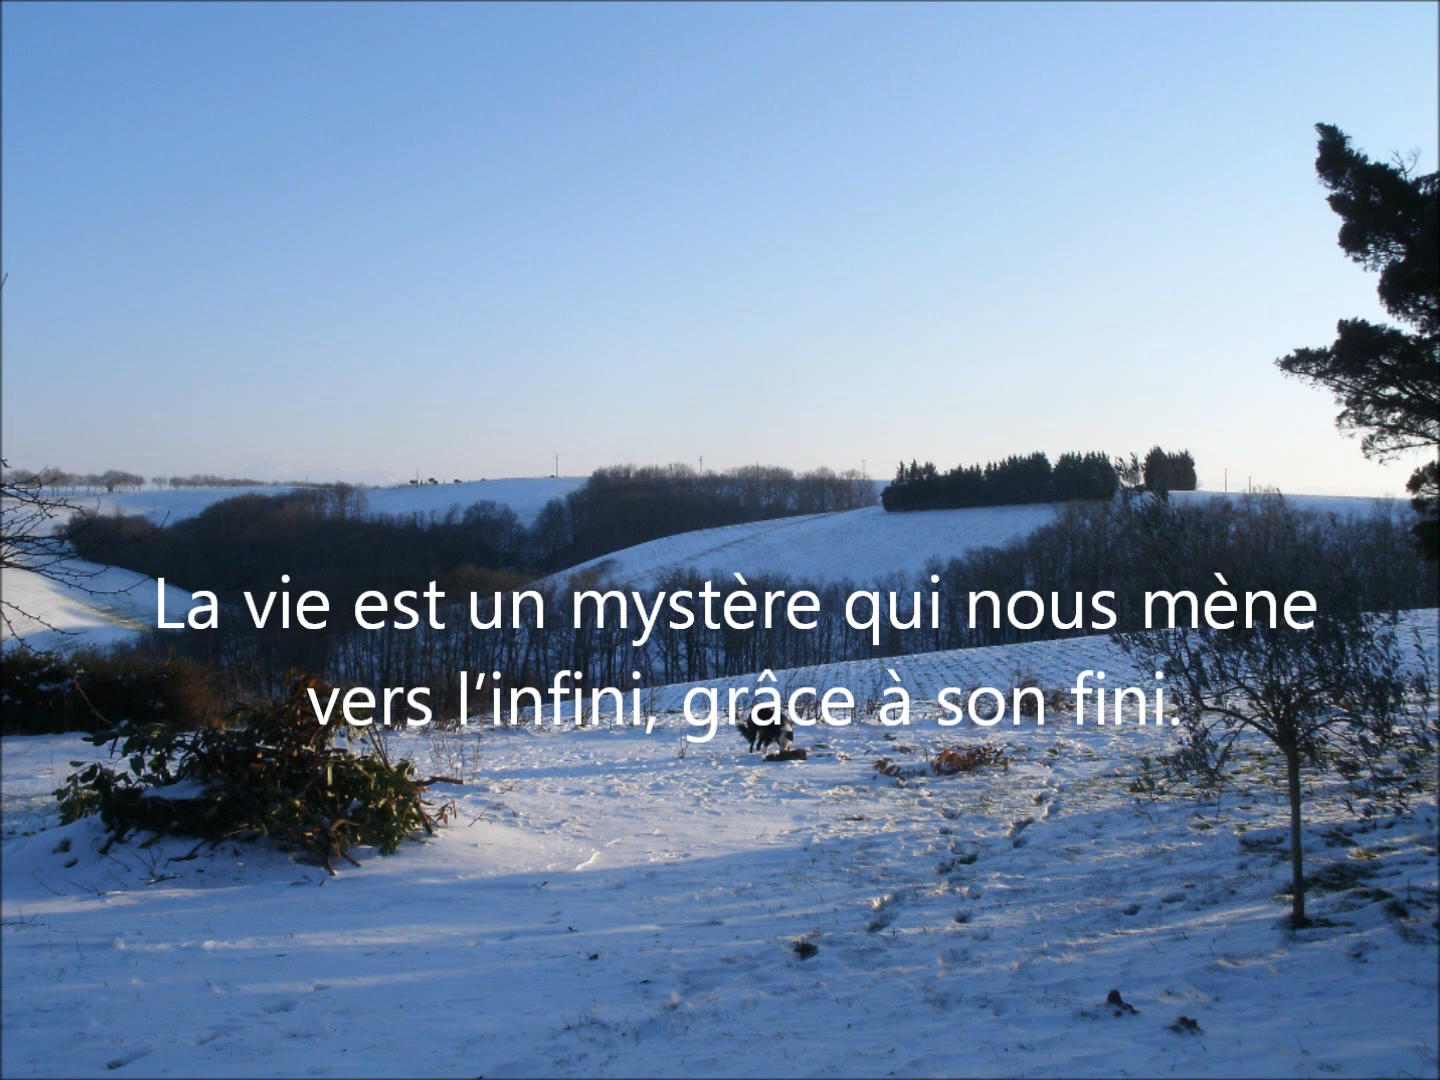 La vie est un mystère qui nous mène
vers l’infini, grâce à son fini.